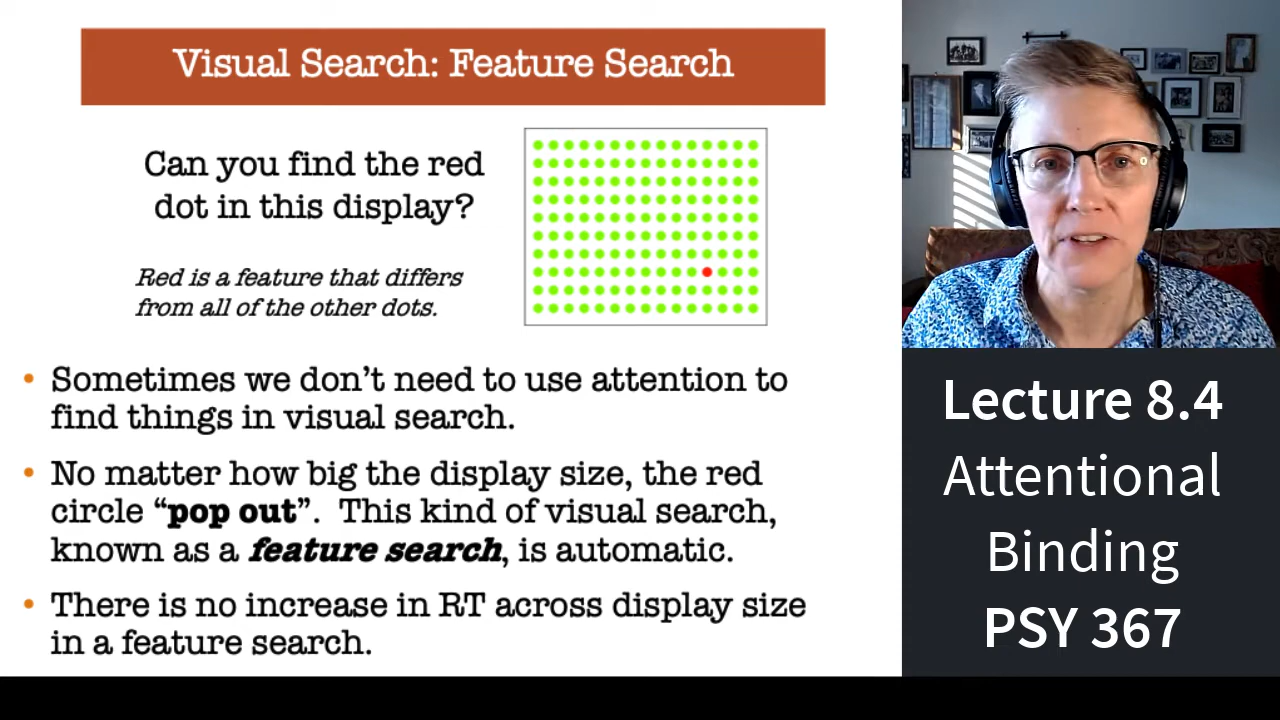 Visual Search: Feature Search
Can you find the red
dot in this display?
Red is a feature that differs
from all of the other dots.
• Sometimes we don't need to use attention to
find things in visual search.
• No matter how big the display size, the red
circle "pop out". This kind of visual search,
known as a feature search, is automatic.
• There is no increase in RT across display size
in a feature search.
Lecture 8.4
Attentional
Binding
PSY 367